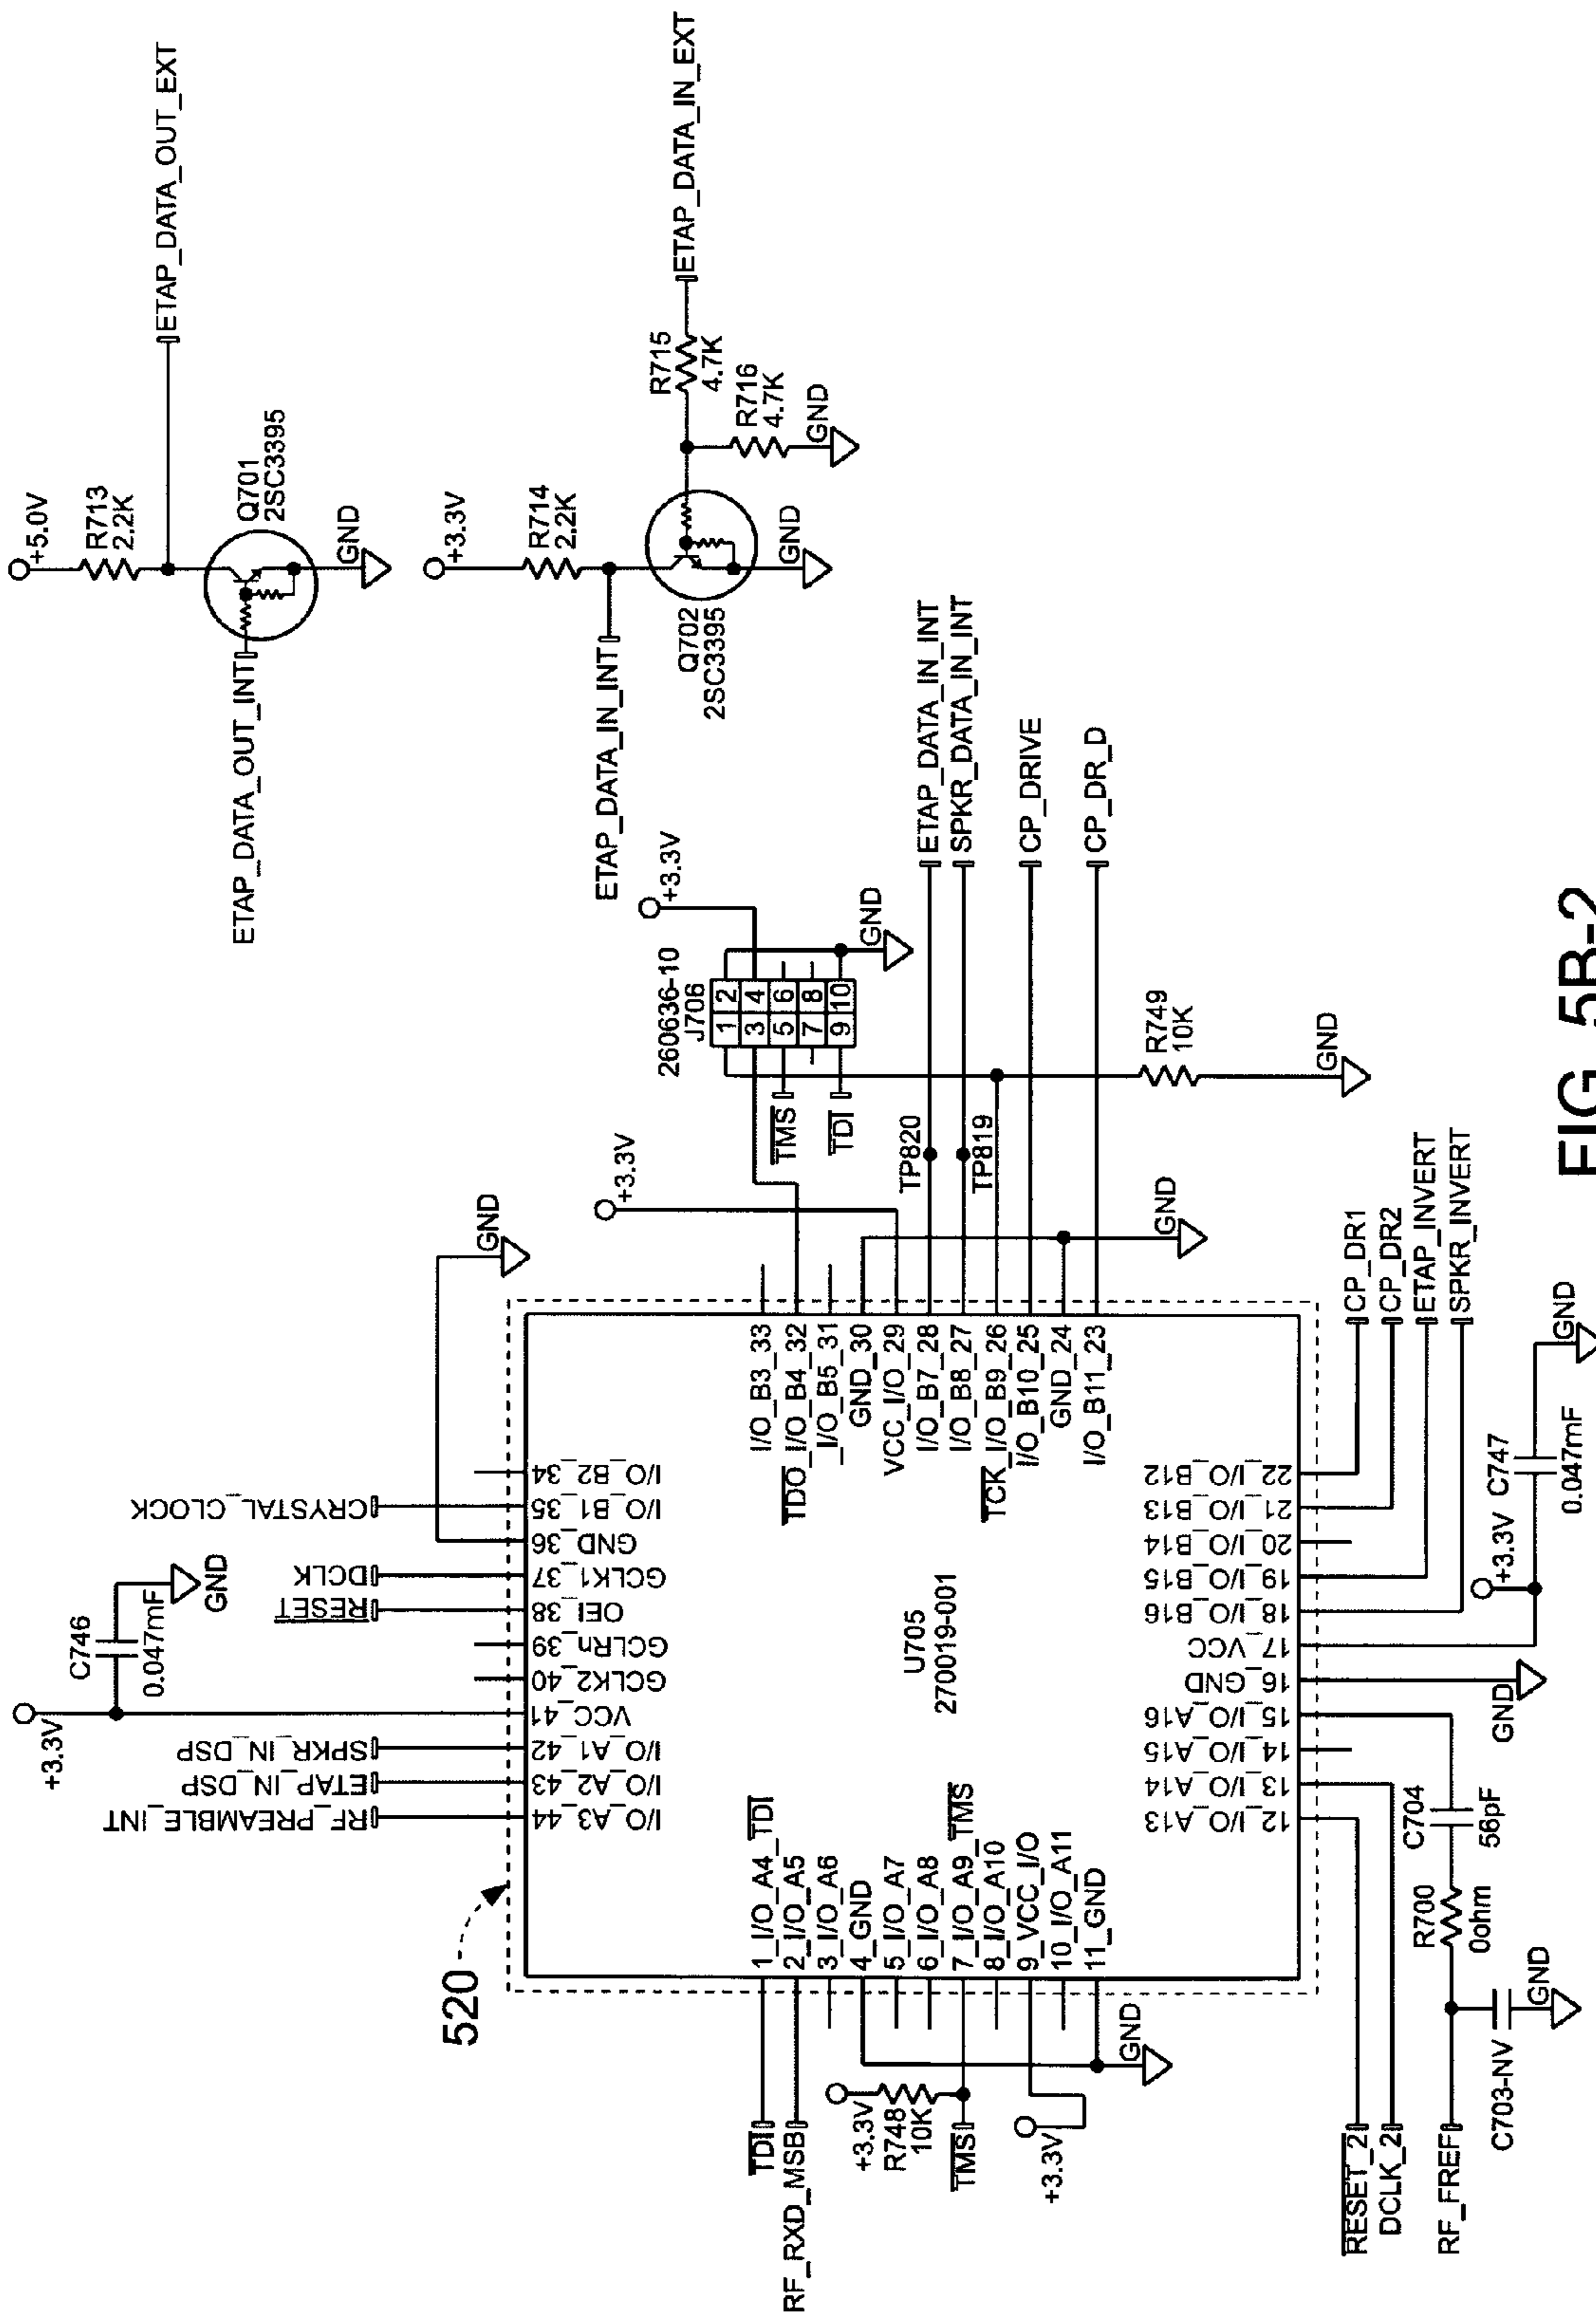 +5.0V
R713
2.2K
ETAP_DATA_OUT_EXT
Q701
2SC3395
ETAP_DATA_OUT_INT
GND
+3.3V
R714
2.2K
R715
4.7K
ETAP_DATA_IN_EXT
R716
4.7K
GND
ETAP_DATA_IN_INT
Q702
2SC3395
GND
260636-10
J706
+3.3V
1 2
3 4
5 6
7 8
9 10
TMS
TDI
GND
+3.3V
GND
TP820
ETAP_DATA_IN_INT
SPKR_DATA_IN_INT
TP819
CP_DRIVE
CP_DR_D
GND
R749
10K
GND
+3.3V
C746
0.047mF
GND
RF_PREAMBLE_INT
ETAP_IN_DSP
SPKR_IN_DSP
RESET
DCLK
CRYSTAL_CLOCK
520
I/O_A3_44
I/O_A2_43
I/O_A1_42
VCC_41
GCLK2_40
GCLRn_39
OEI_38
GCLK1_37
GND_36
I/O_B1_35
I/O_B2_34
I/O_B3_33
TDO_I/O_B4_32
_I/O_B5_31
GND_30
VCC_I/O_29
I/O_B7_28
I/O_B8_27
TCK_I/O_B9_26
I/O_B10_25
GND_24
I/O_B11_23
U705
270019-001
1_I/O_A4_TDI
2_I/O_A5
3_I/O_A6
4_GND
5_I/O_A7
6_I/O_A8
7_I/O_A9_TMS
8_I/O_A10
9_VCC_I/O
10_I/O_A11
11_GND
12_I/O_A13
13_I/O_A14
14_I/O_A15
15_I/O_A16
16_GND
17_VCC
18_I/O_B16
19_I/O_B15
20_I/O_B14
21_I/O_B13
22_I/O_B12
TDI
RF_RXD_MSB
+3.3V
R748
10K
TMS
+3.3V
GND
RESET_2
DCLK_2
RF_FREF
R700
0ohm
C704
56pF
C703-NV
GND
GND
+3.3V
C747
0.047mF
GND
CP_DR1
CP_DR2
ETAP_INVERT
SPKR_INVERT
FIG. 5B-2